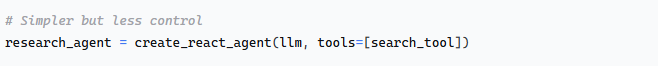 # Simpler but less control
research_agent = create_react_agent(llm, tools=[search_tool])